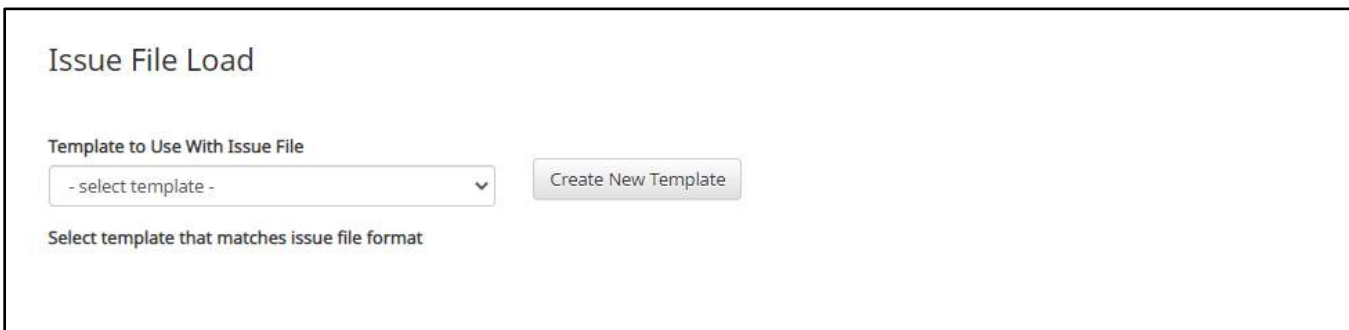 Issue File Load
Template to Use With Issue File
- select template -
Create New Template
Select template that matches issue file format